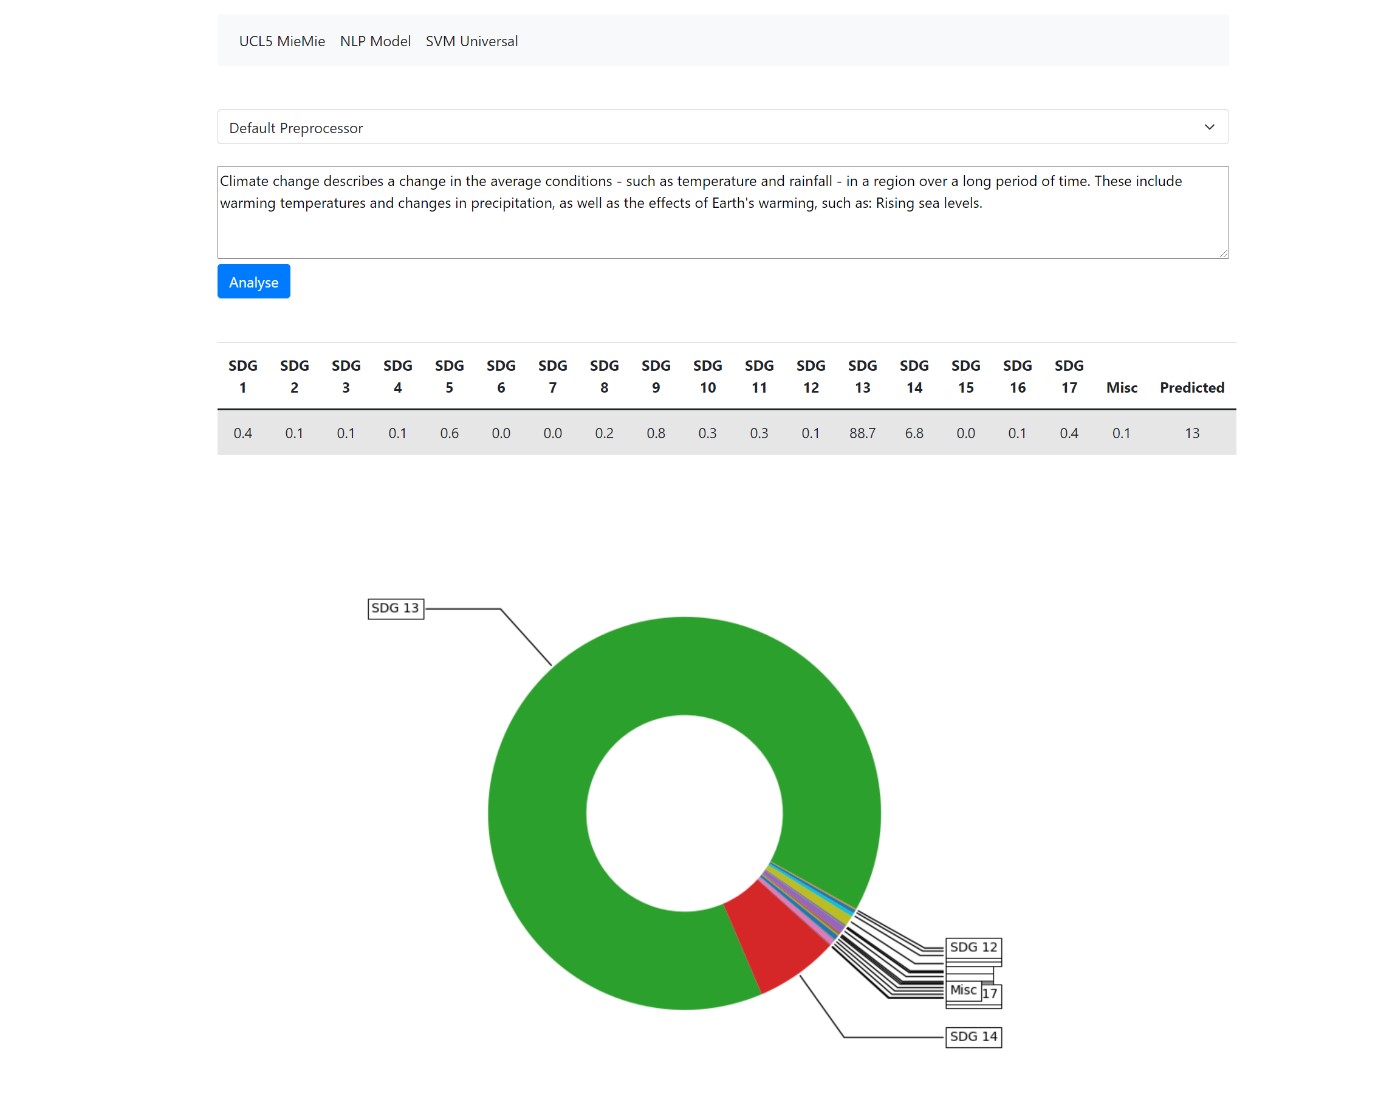 UCL5 MieMie NLP Model SVM Universal
Default Preprocessor
Climate change describes a change in the average conditions - such as temperature and rainfall - in a region over a long period of time. These include
warming temperatures and changes in precipitation, as well as the effects of Earth's warming, such as: Rising sea levels.
Analyse
SDG SDG SDG SDG SDG SDG SDG SDG SDG SDG SDG SDG SDG SDG SDG SDG SDG
1 2 3 4 5 6 7 8 9 10 11 12 13 14 15 16 17 Misc Predicted
0.4 0.1 0.1 0.1 0.6 0.0 0.0 0.2 0.8 0.3 0.3 0.1 88.7 6.8 0.0 0.1 0.4 0.1 13
SDG 13
SDG 12
Misc 17
SDG 14